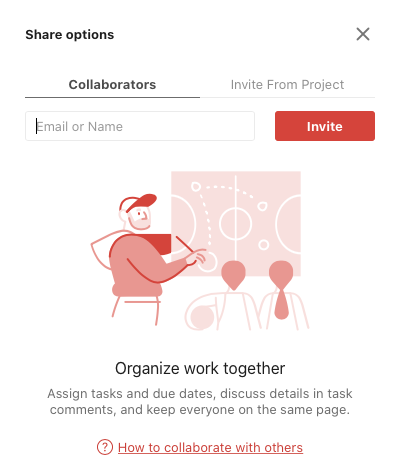 Share options
Collaborators
Invite From Project
Email or Name
Invite
Organize work together
Assign tasks and due dates, discuss details in task
comments, and keep everyone on the same page.
? How to collaborate with others